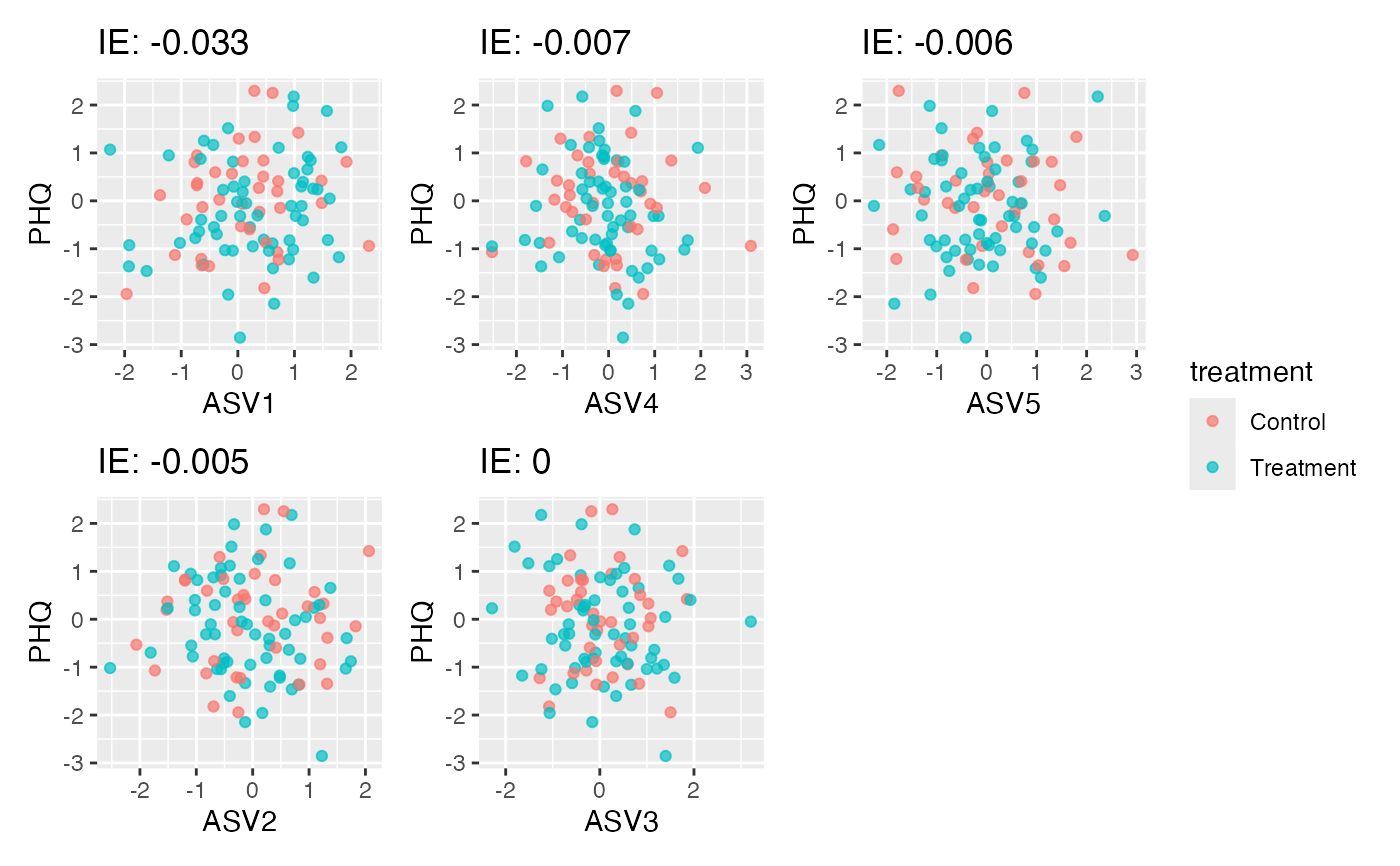 IE: -0.033
IE: -0.007
IE: -0.006
PHQ
2
1
0
-1
-2
-3
-2 -1 0 1 2
ASV1
PHQ
2
1
0
-1
-2
-3
-2 -1 0 1 2 3
ASV4
PHQ
2
1
0
-1
-2
-3
-2 -1 0 1 2 3
ASV5
treatment
Control
Treatment
IE: -0.005
IE: 0
PHQ
2
1
0
-1
-2
-3
-2 -1 0 1 2
ASV2
PHQ
2
1
0
-1
-2
-3
-2 0 2
ASV3